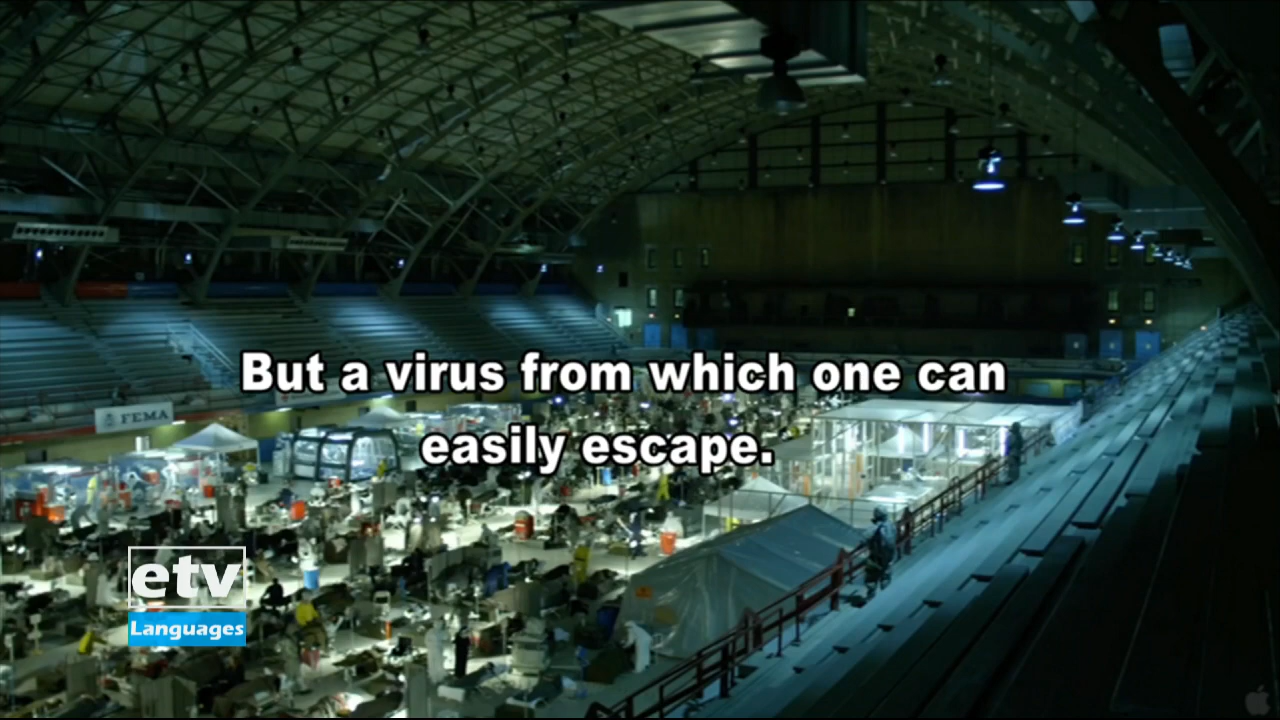 But a virus from which one can
easily escape.
FEMA
etv
Languages